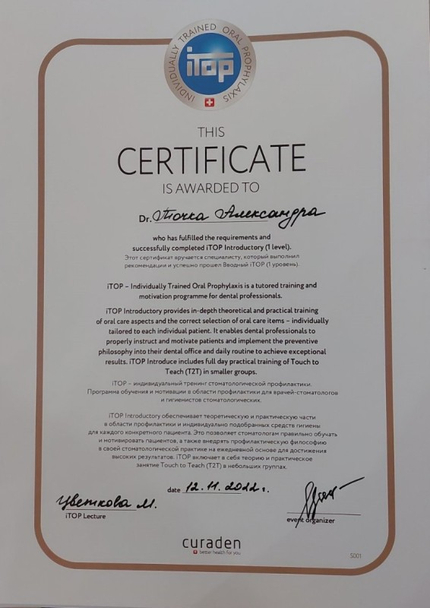 INDIVIDUALLY TRAINED ORAL PROPHYLAXIS
iTOP
THIS
CERTIFICATE
IS AWARDED TO
Dr. Точка Александра
who has fulfilled the requirements and
successfully completed iTOP Introductory (1 level).
Этот сертификат вручается специалисту, который выполнил
рекомендации и успешно прошел Вводный iTOP (1 уровень).
iTOP – Individually Trained Oral Prophylaxis is a tutored training and
motivation programme for dental professionals.
iTOP Introductory provides in-depth theoretical and practical training
of oral care aspects and the correct selection of oral care items – individually
tailored to each individual patient. It enables dental professionals to
properly instruct and motivate patients and implement the preventive
philosophy into their dental office and daily routine to achieve exceptional
results. iTOP Introduce includes full day practical training of Touch to
Teach (T2T) in smaller groups.
iTOP – индивидуальный тренинг стоматологической профилактики.
Программа обучения и мотивации в области профилактики для врачей-стоматологов
и гигиенистов стоматологических.
iTOP Introductory обеспечивает теоретическую и практическую части
в области профилактики и индивидуально подобранных средств гигиены
для каждого конкретного пациента. Это позволяет стоматологам правильно обучать
и мотивировать пациентов, а также внедрять профилактическую философию
в своей стоматологической практике на ежедневной основе для достижения
высоких результатов. iTOP включает в себя теорию и практическое
занятие Touch to Teach (T2T) в небольших группах.
date 12.11.2022 г.
Цветкова М.
iTOP Lecture
event organizer
curaden
better health for you
S001